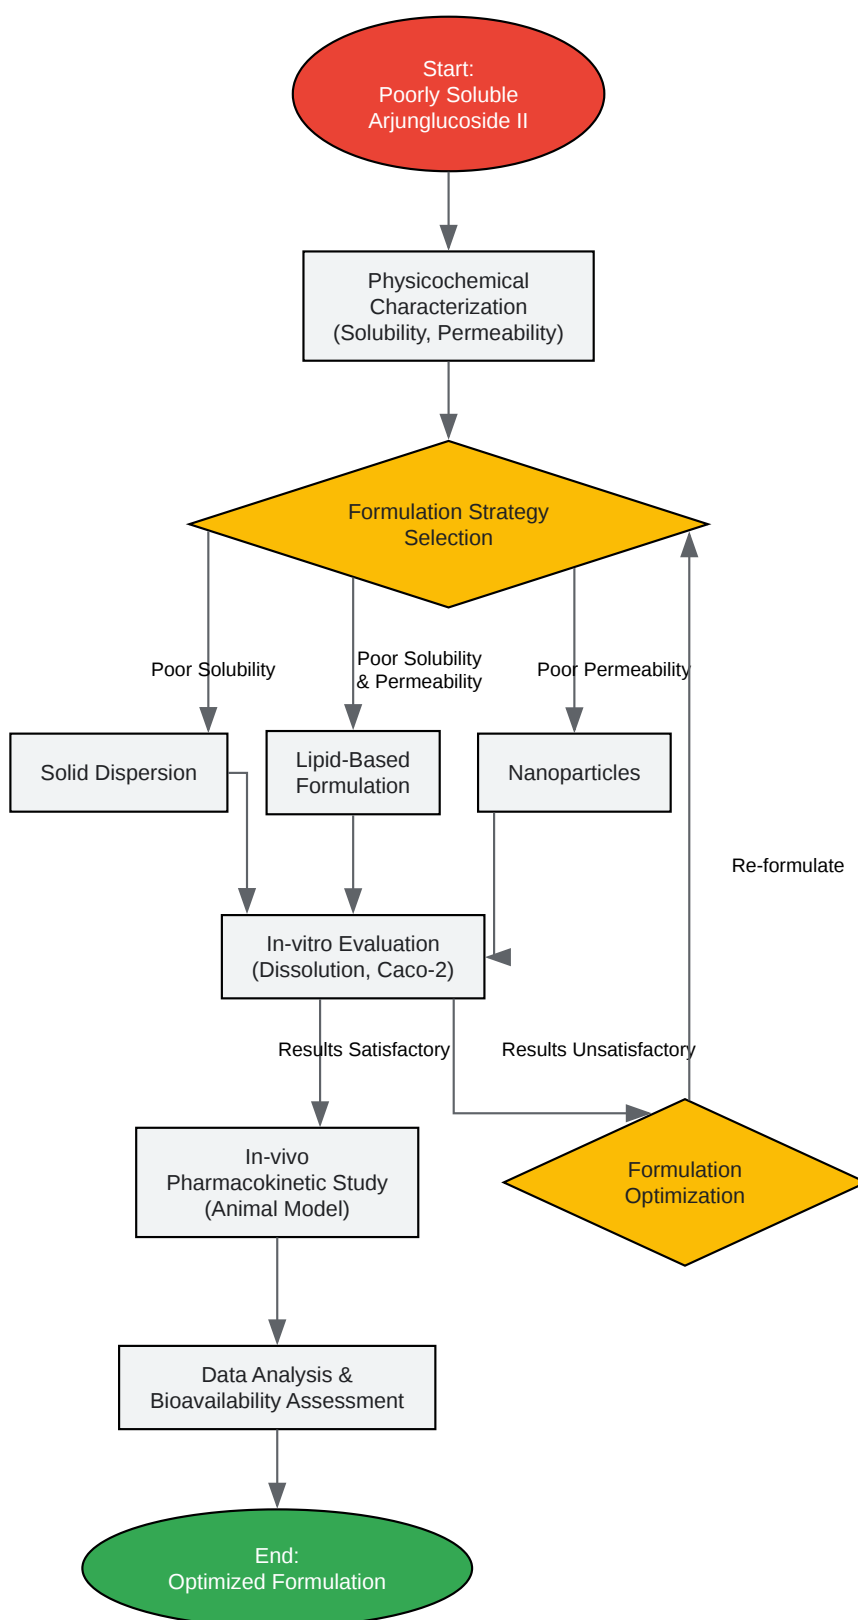 Start:
Poorly Soluble
Arjunglucoside II
Physicochemical
Characterization
(Solubility, Permeability)
Formulation Strategy
Selection
Poor Solubility
Poor Solubility
& Permeability
Poor Permeability
Solid Dispersion
Lipid-Based
Formulation
Nanoparticles
Re-formulate
In-vitro Evaluation
(Dissolution, Caco-2)
Results Satisfactory
Results Unsatisfactory
In-vivo
Pharmacokinetic Study
(Animal Model)
Formulation
Optimization
Data Analysis &
Bioavailability Assessment
End:
Optimized Formulation